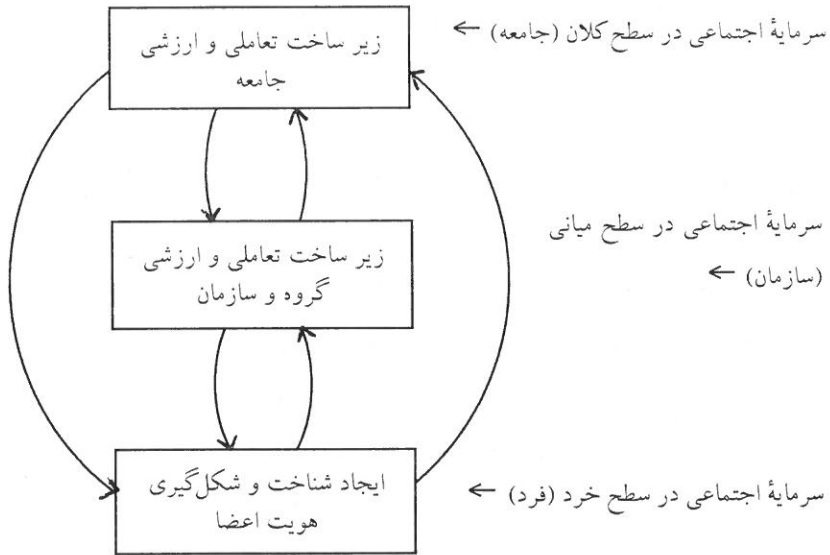 سرمایهٔ اجتماعی در سطح کلان (جامعه) ←
زیر ساخت تعاملی و ارزشی
جامعه
سرمایهٔ اجتماعی در سطح میانی
(سازمان) ←
زیر ساخت تعاملی و ارزشی
گروه و سازمان
سرمایهٔ اجتماعی در سطح خرد (فرد) ←
ایجاد شناخت و شکل‌گیری
هویت اعضا